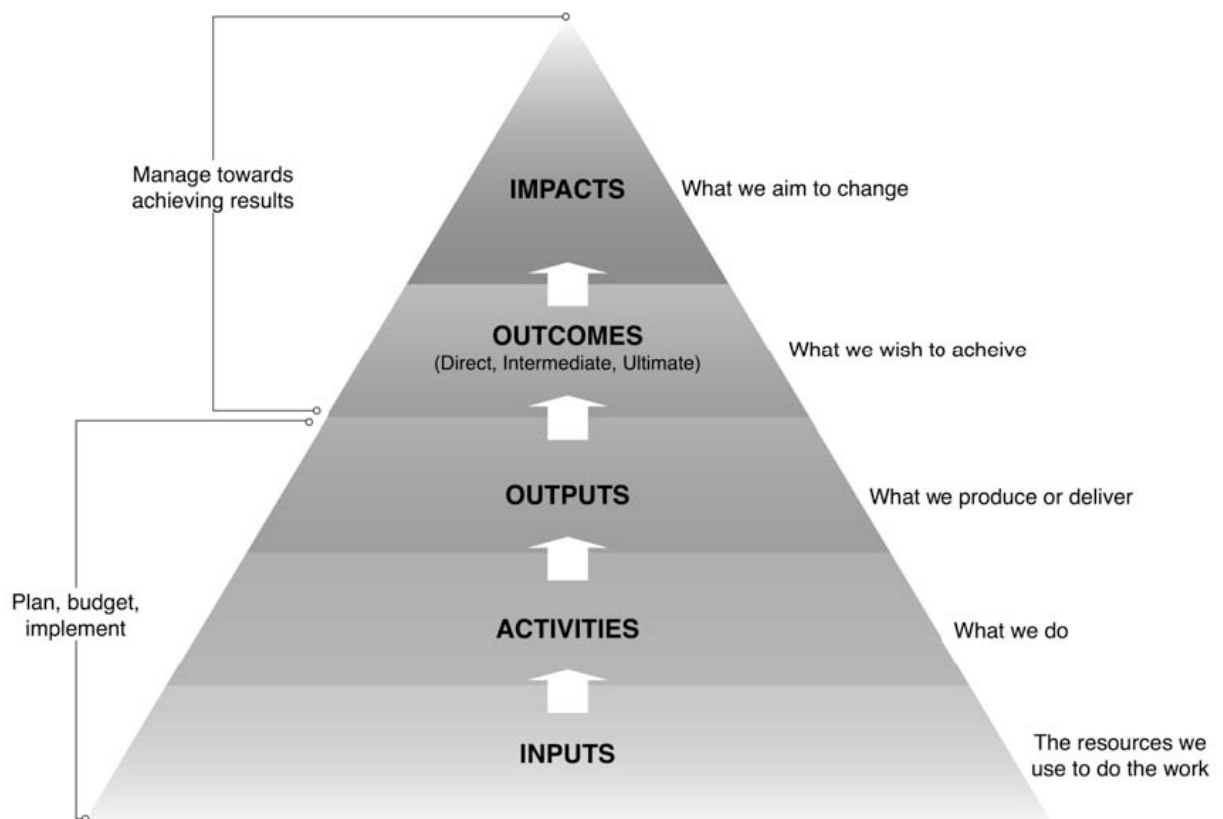 Manage towards
achieving results
IMPACTS
What we aim to change
OUTCOMES
(Direct, Intermediate, Ultimate)
What we wish to acheive
OUTPUTS
What we produce or deliver
Plan, budget,
implement
ACTIVITIES
What we do
INPUTS
The resources we
use to do the work